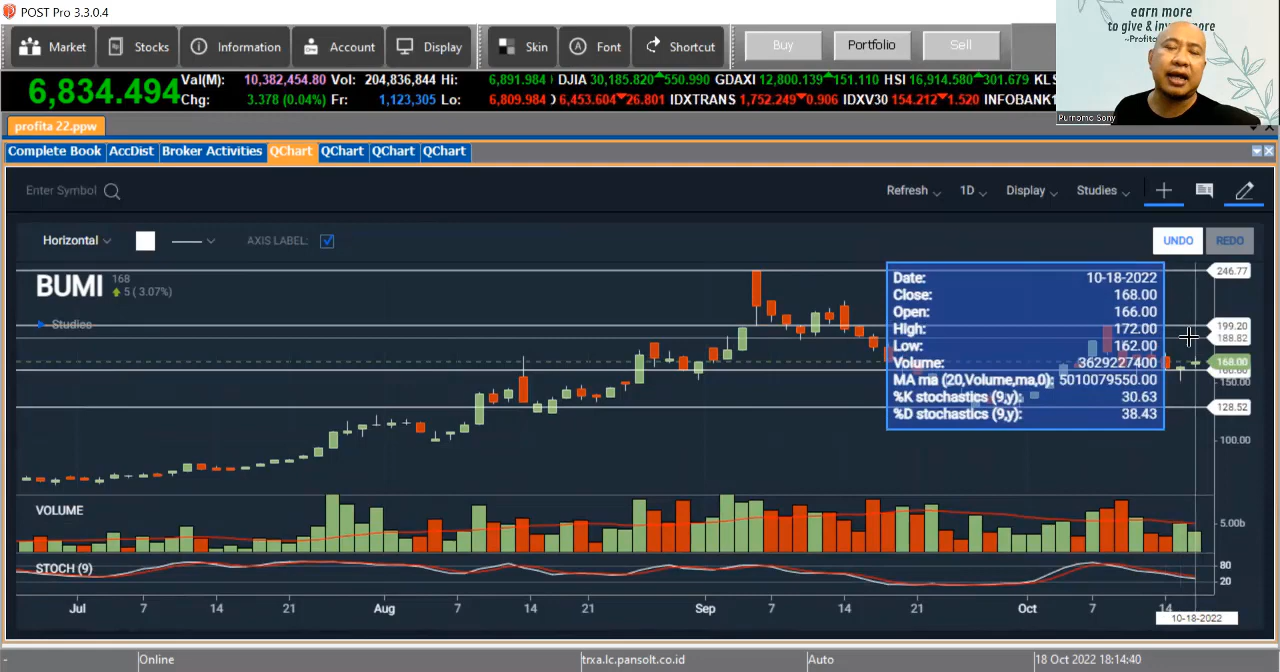 POST Pro 3.3.0.4
earn more
to give & inv re
~Profita
Market Stocks Information Account Display Skin Font Shortcut Buy Portfolio Sell
6,834.494 Val(M): 10,382,454.80 Vol: 204,836,844 Hi: 6,891.984 DJIA 30,185.820 550.990 GDAXI 12,800.139 151.110 HSI 16,914.580 301.679 KL
Chg: 3.378 (0.04%) Fr: 1,123,305 Lo: 6,809.984 6,453.604 26.801 IDXTRANS 1,752.249 0.906 IDXV30 154.212 1.520 INFOBANK1
Purnomo Sony
profita 22.ppw
Complete Book AccDist Broker Activities QChart QChart QChart QChart
Enter Symbol Refresh 1D Display Studies
Horizontal AXIS LABEL: UNDO REDO
BUMI 168
5 ( 3.07%)
Studies
Date: 10-18-2022
Close: 168.00
Open: 166.00
High: 172.00
Low: 162.00
Volume: 3629227400
MA ma (20,Volume,ma,0): 5010079550.00
%K stochastics (9,y): 30.63
%D stochastics (9,y): 38.43
246.77
199.20
188.82
168.00
150.00
128.52
100.00
VOLUME
5.00b
STOCH (9)
80
20
Jul 7 14 21 Aug 7 14 21 Sep 7 14 21 Oct 7 14
10-18-2022
- Online trxa.lc.pansolt.co.id Auto 18 Oct 2022 18:14:40